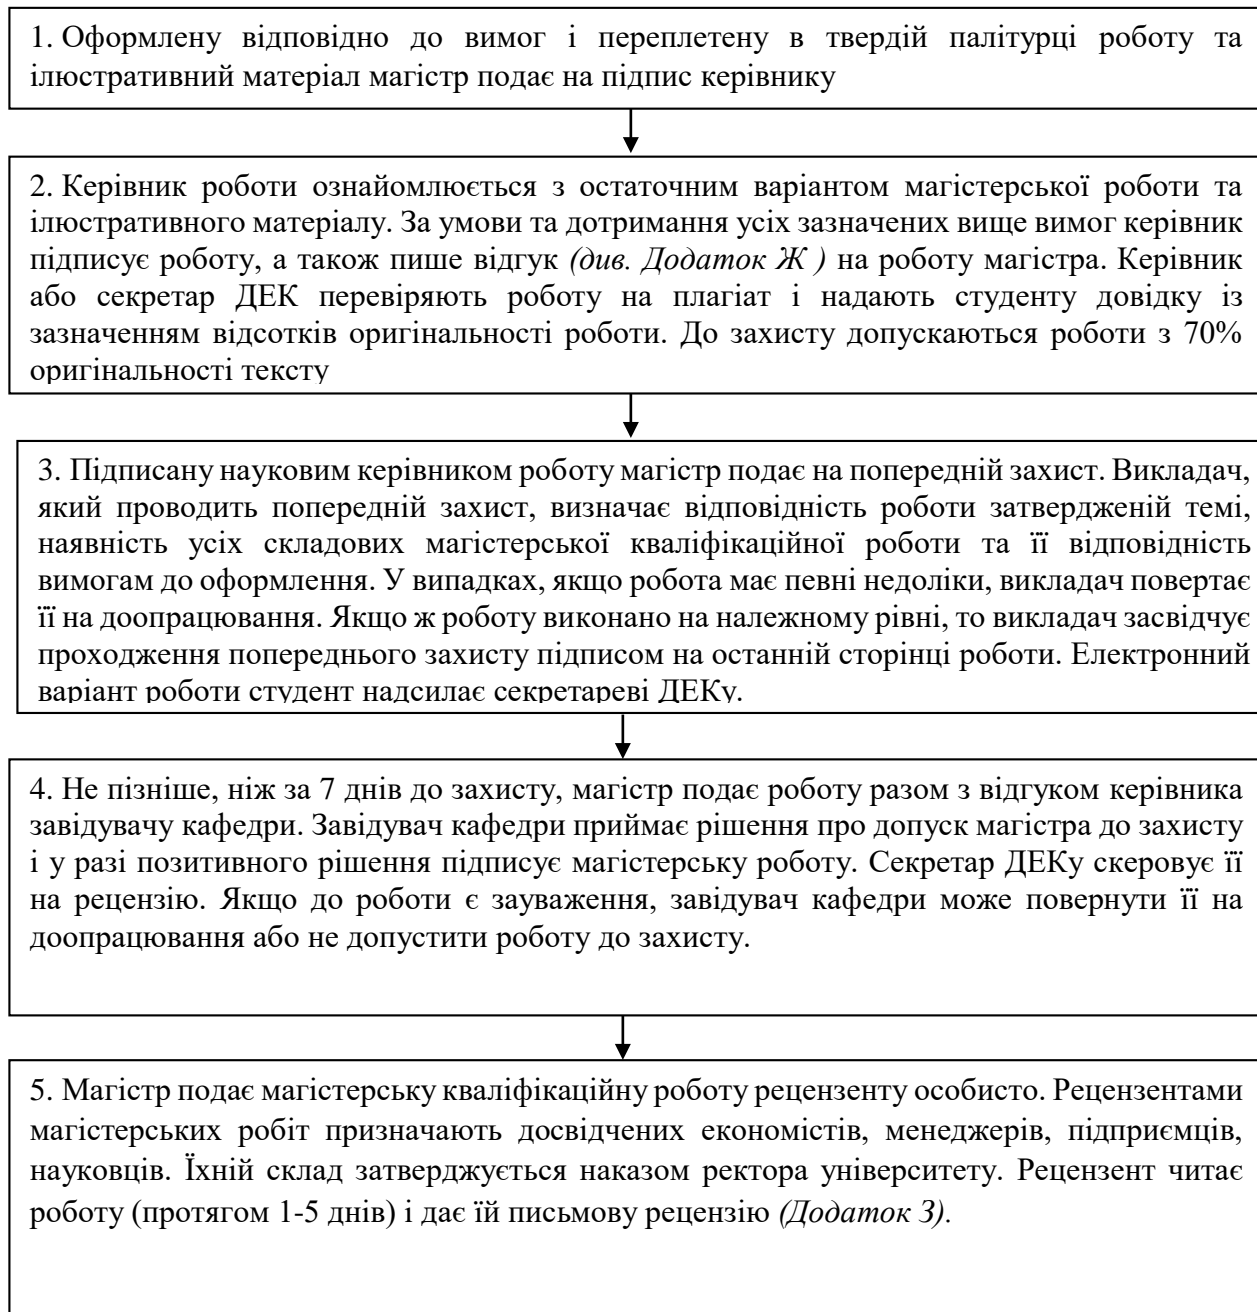 1. Оформлену відповідно до вимог і переплетену в твердій палітурці роботу та
ілюстративний матеріал магістр подає на підпис керівнику
2. Керівник роботи ознайомлюється з остаточним варіантом магістерської роботи та
ілюстративного матеріалу. За умови та дотримання усіх зазначених вище вимог керівник
підписує роботу, а також пише відгук (див. Додаток Ж ) на роботу магістра. Керівник
або секретар ДЕК перевіряють роботу на плагіат і надають студенту довідку із
зазначенням відсотків оригінальності роботи. До захисту допускаються роботи з 70%
оригінальності тексту
3. Підписану науковим керівником роботу магістр подає на попередній захист. Викладач,
який проводить попередній захист, визначає відповідність роботи затвердженій темі,
наявність усіх складових магістерської кваліфікаційної роботи та її відповідність
вимогам до оформлення. У випадках, якщо робота має певні недоліки, викладач повертає
її на доопрацювання. Якщо ж роботу виконано на належному рівні, то викладач засвідчує
проходження попереднього захисту підписом на останній сторінці роботи. Електронний
варіант роботи студент надсилає секретареві ДЕКу.
4. Не пізніше, ніж за 7 днів до захисту, магістр подає роботу разом з відгуком керівника
завідувачу кафедри. Завідувач кафедри приймає рішення про допуск магістра до захисту
і у разі позитивного рішення підписує магістерську роботу. Секретар ДЕКу скеровує її
на рецензію. Якщо до роботи є зауваження, завідувач кафедри може повернути її на
доопрацювання або не допустити роботу до захисту.
5. Магістр подає магістерську кваліфікаційну роботу рецензенту особисто. Рецензентами
магістерських робіт призначають досвідчених економістів, менеджерів, підприємців,
науковців. Їхній склад затверджується наказом ректора університету. Рецензент читає
роботу (протягом 1-5 днів) і дає їй письмову рецензію (Додаток З).